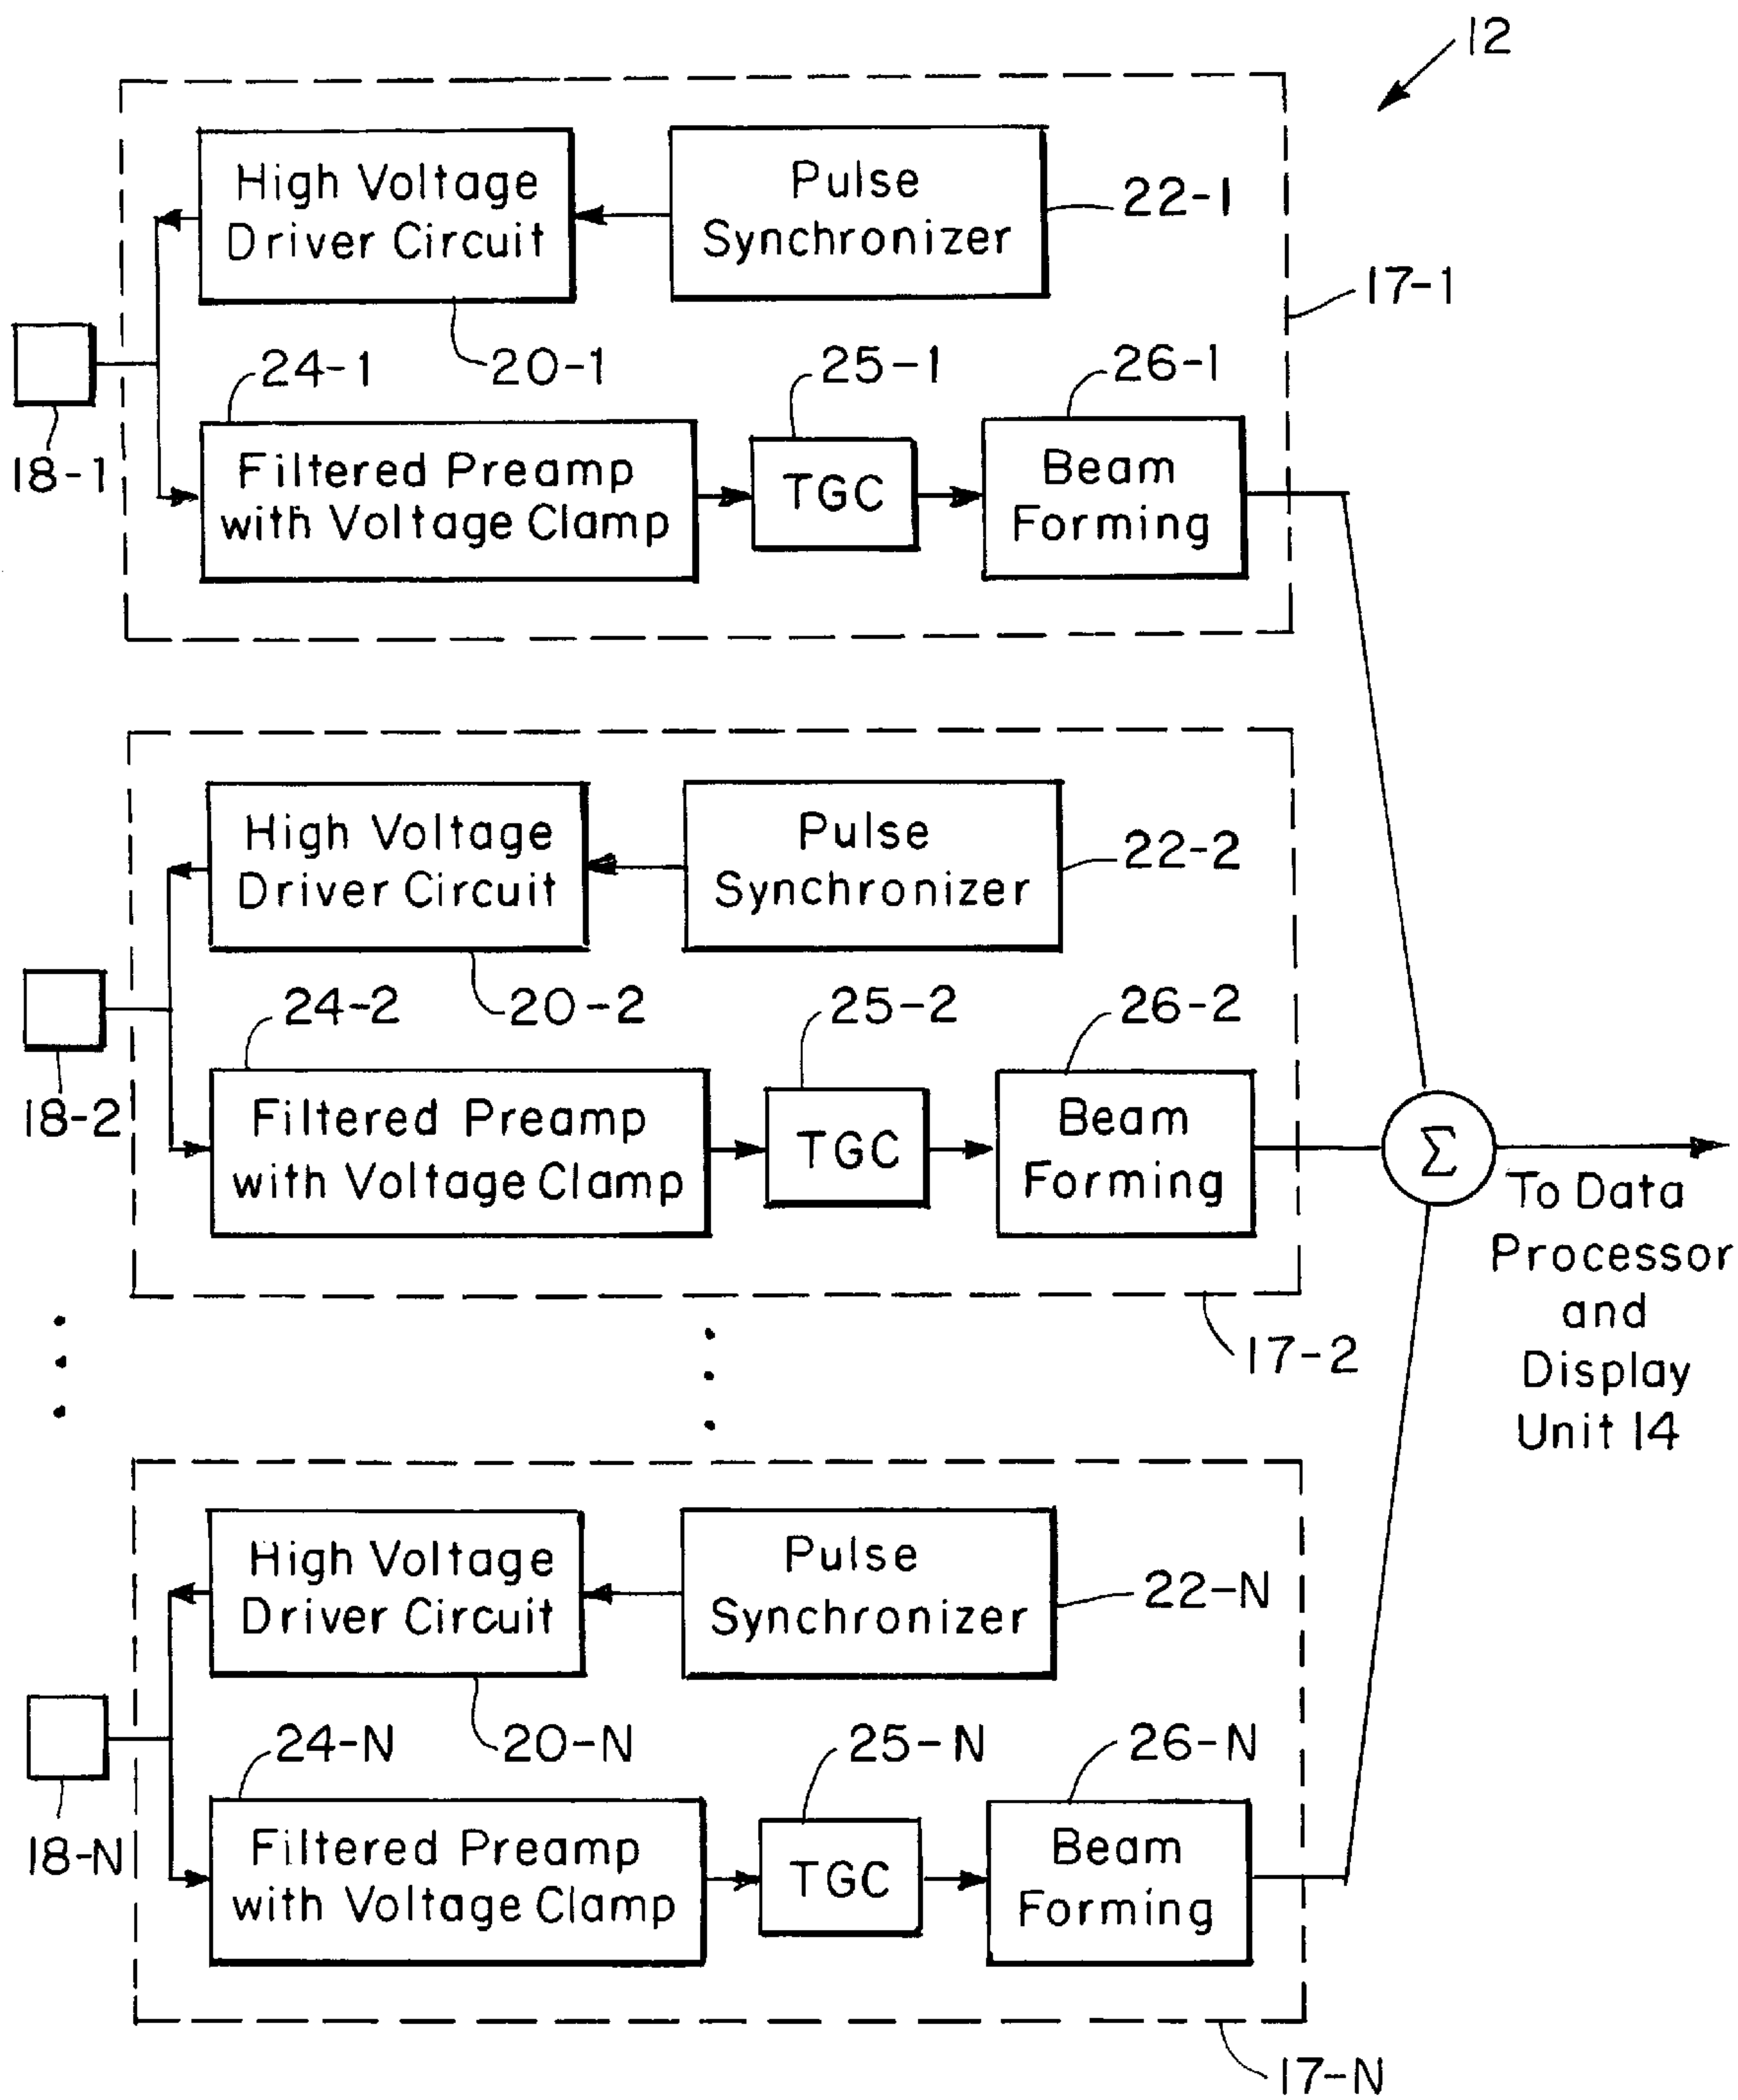 12
High Voltage
Driver Circuit
Pulse
Synchronizer
22-1
17-1
18-1
24-1
20-1
25-1
26-1
Filtered Preamp
with Voltage Clamp
TGC
Beam
Forming
High Voltage
Driver Circuit
Pulse
Synchronizer
22-2
18-2
24-2
20-2
25-2
26-2
Filtered Preamp
with Voltage Clamp
TGC
Beam
Forming
Σ
To Data
Processor
and
Display
Unit 14
17-2
High Voltage
Driver Circuit
Pulse
Synchronizer
22-N
18-N
24-N
20-N
25-N
26-N
Filtered Preamp
with Voltage Clamp
TGC
Beam
Forming
17-N